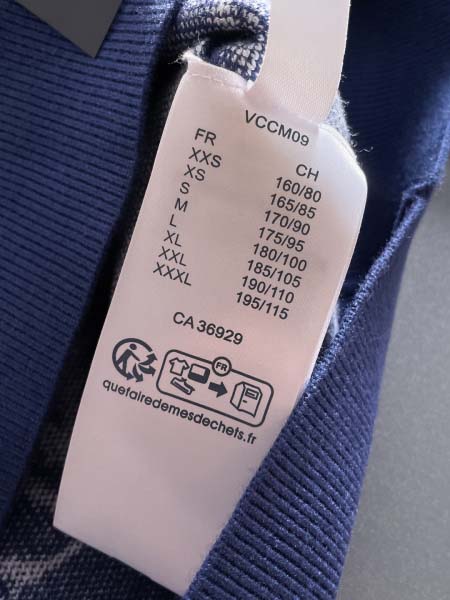 VCCM09
FR CH
XXS 160/80
XS 165/85
S 170/90
M 175/95
L 180/100
XL 185/105
XXL 190/110
XXXL 195/115
CA 36929
FR
quefairedemesdechets.fr